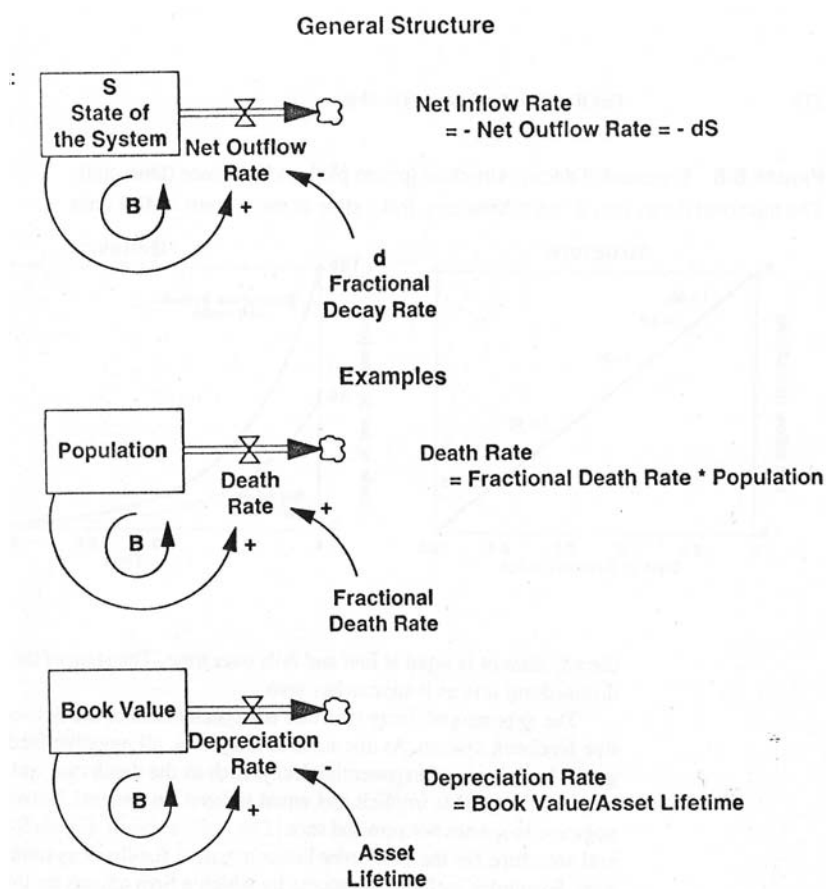 General Structure
S
State of
the System
Net Outflow
Rate
-
B
+
d
Fractional
Decay Rate
Net Inflow Rate
= - Net Outflow Rate = - dS
Examples
Population
Death
Rate
+
B
+
Fractional
Death Rate
Death Rate
= Fractional Death Rate * Population
Book Value
Depreciation
Rate
-
B
+
Asset
Lifetime
Depreciation Rate
= Book Value/Asset Lifetime